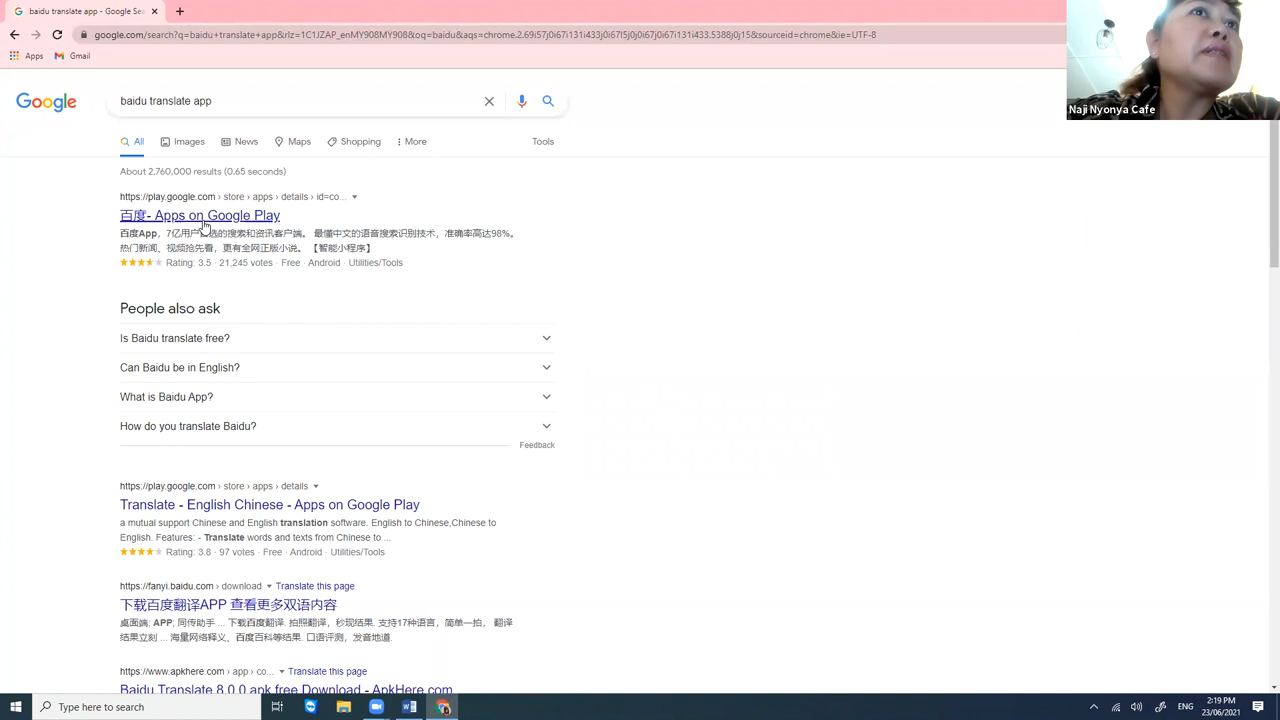 baidu translate app - Google Se
google.com/search?q=baidu+translate+app&rlz=1C1JZAP_enMY908MY908&oq=baidu&aqs=chrome.2.69i57j0i67i131i433j0i67l5j0j0i67i131i433.5388j0j15&sourceid=chrome&ie=UTF-8
Apps Gmail
Naji Nyonya Cafe
Google baidu translate app
All Images News Maps Shopping More Tools
About 2,760,000 results (0.65 seconds)
https://play.google.com › store › apps › details › id=co...
百度- Apps on Google Play
百度App，7亿用户 选的搜索和资讯客户端。 最懂中文的语音搜索识别技术，准确率高达98%。
热门新闻、视频抢先看，更有全网正版小说。 【智能小程序】
Rating: 3.5 · 21,245 votes · Free · Android · Utilities/Tools
People also ask
Is Baidu translate free?
Can Baidu be in English?
What is Baidu App?
How do you translate Baidu?
Feedback
https://play.google.com › store › apps › details
Translate - English Chinese - Apps on Google Play
a mutual support Chinese and English translation software. English to Chinese,Chinese to
English. Features: - Translate words and texts from Chinese to ...
Rating: 3.8 · 97 votes · Free · Android · Utilities/Tools
https://fanyi.baidu.com › download Translate this page
下载百度翻译APP 查看更多双语内容
桌面端; APP; 同传助手 ... 下载百度翻译. 拍照翻译，秒现结果. 支持17种语言，简单一拍， 翻译
结果立刻 ... 海量网络释义、百度百科等结果. 口语评测，发音地道.
https://www.apkhere.com › app › co... Translate this page
Baidu Translate 8.0.0 apk free Download - ApkHere.com
Type here to search
ENG
2:19 PM
23/06/2021